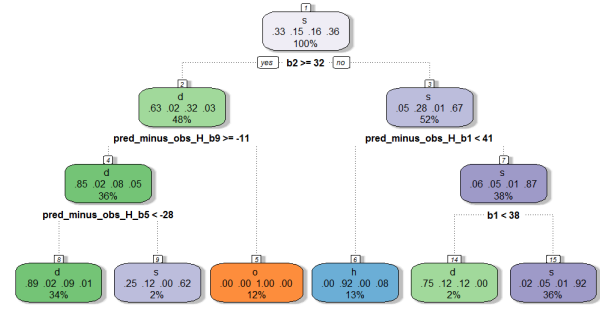 1
s
.33 .15 .16 .36
100%
yes b2 >= 32 no
2
d
.63 .02 .32 .03
48%
3
s
.05 .28 .01 .67
52%
pred_minus_obs_H_b9 >= -11
pred_minus_obs_H_b1 < 41
4
d
.85 .02 .08 .05
36%
7
s
.06 .05 .01 .87
38%
pred_minus_obs_H_b5 < -28
b1 < 38
8
d
.89 .02 .09 .01
34%
9
s
.25 .12 .00 .62
2%
5
o
.00 .00 1.00 .00
12%
6
h
.00 .92 .00 .08
13%
14
d
.75 .12 .12 .00
2%
15
s
.02 .05 .01 .92
36%